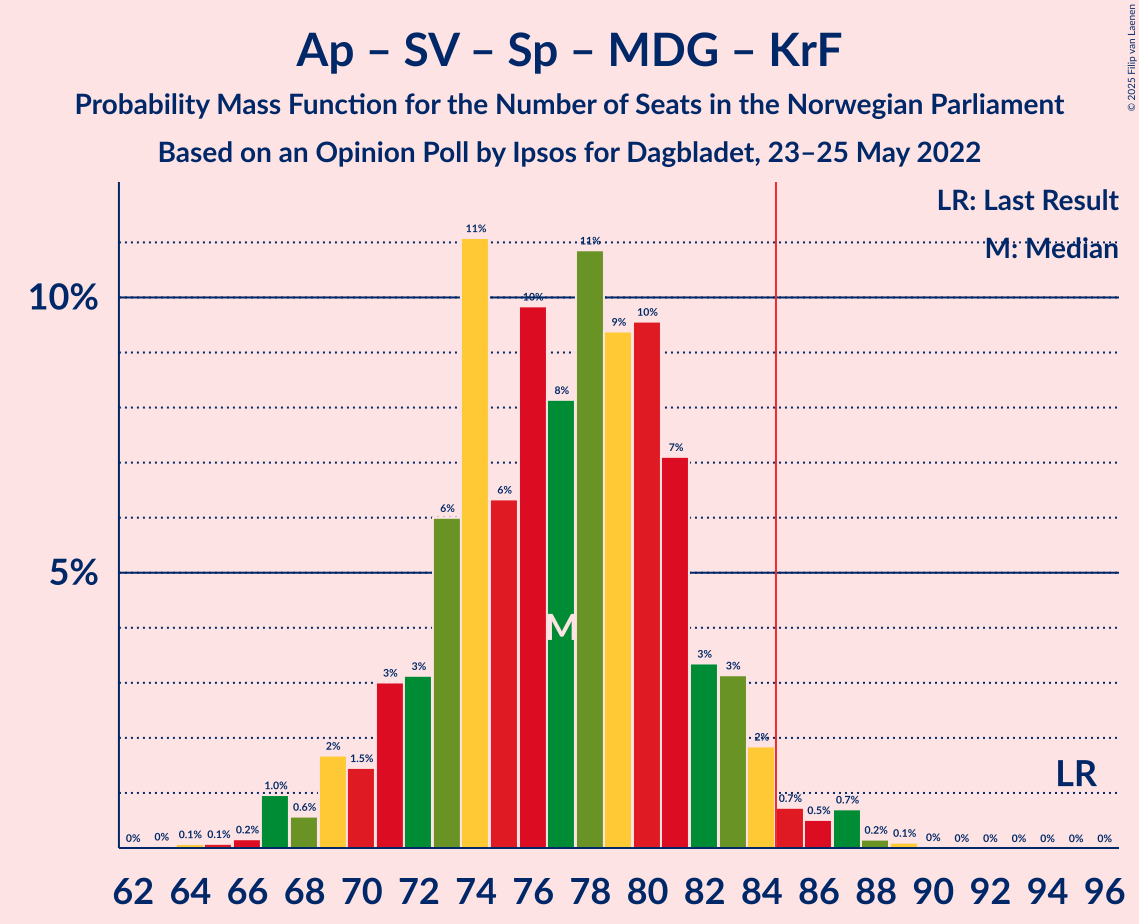 Ap – SV – Sp – MDG – KrF
Probability Mass Function for the Number of Seats in the Norwegian Parliament
Based on an Opinion Poll by Ipsos for Dagbladet, 23–25 May 2022
© 2025 Filip van Laenen
LR: Last Result
M: Median
10%
5%
0% 0% 0.1% 0.1% 0.2% 1.0% 0.6% 2% 1.5% 3% 3% 6% 11% 6% 10% 8% 11% 9% 10% 7% 3% 3% 2% 0.7% 0.5% 0.7% 0.2% 0.1% 0% 0% 0% 0% 0% 0% 0%
M
LR
62 64 66 68 70 72 74 76 78 80 82 84 86 88 90 92 94 96